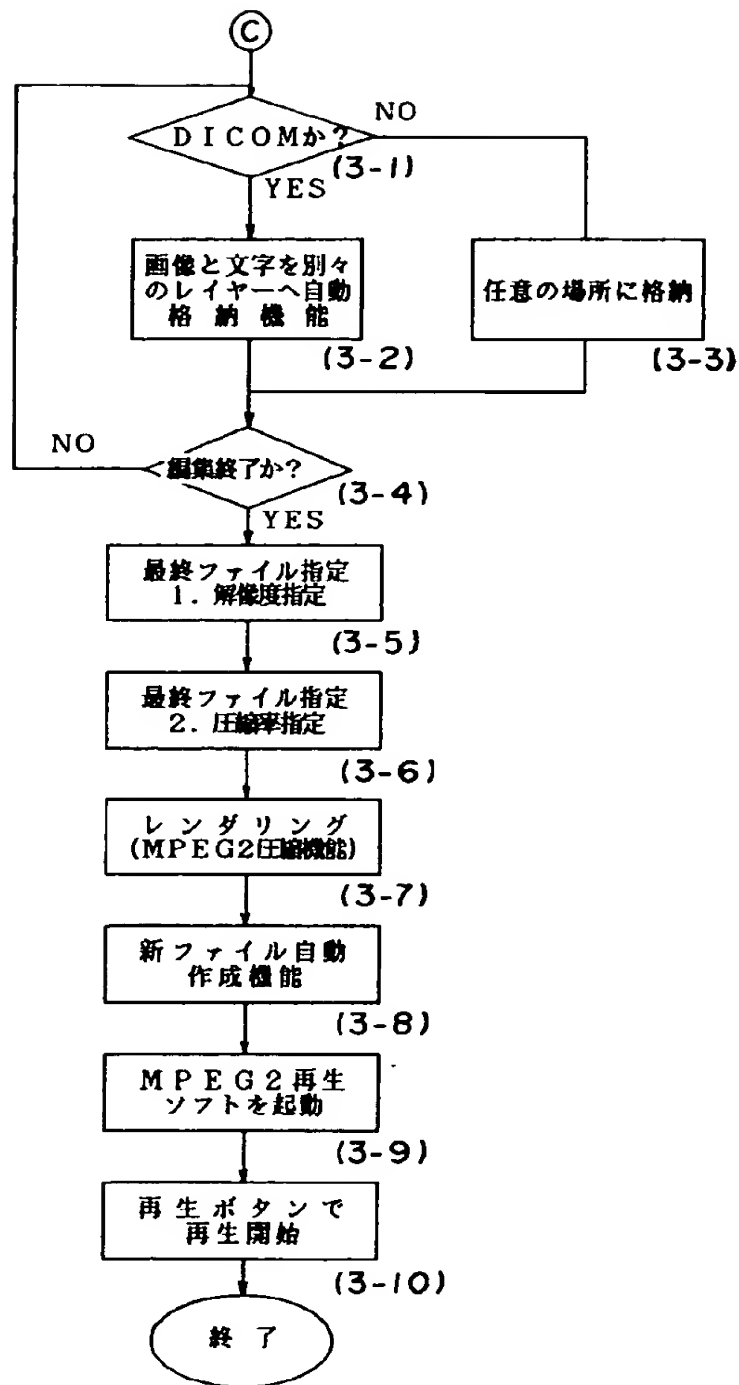 C
DICOMか?
NO
(3-1)
YES
画像と文字を別々
のレイヤーへ自動
格納機能
(3-2)
任意の場所に格納
(3-3)
NO
編集終了か?
(3-4)
YES
最終ファイル指定
1. 解像度指定
(3-5)
最終ファイル指定
2. 圧縮率指定
(3-6)
レンダリング
(MPEG2圧縮機能)
(3-7)
新ファイル自動
作成機能
(3-8)
MPEG2再生
ソフトを起動
(3-9)
再生ボタンで
再生開始
(3-10)
終了